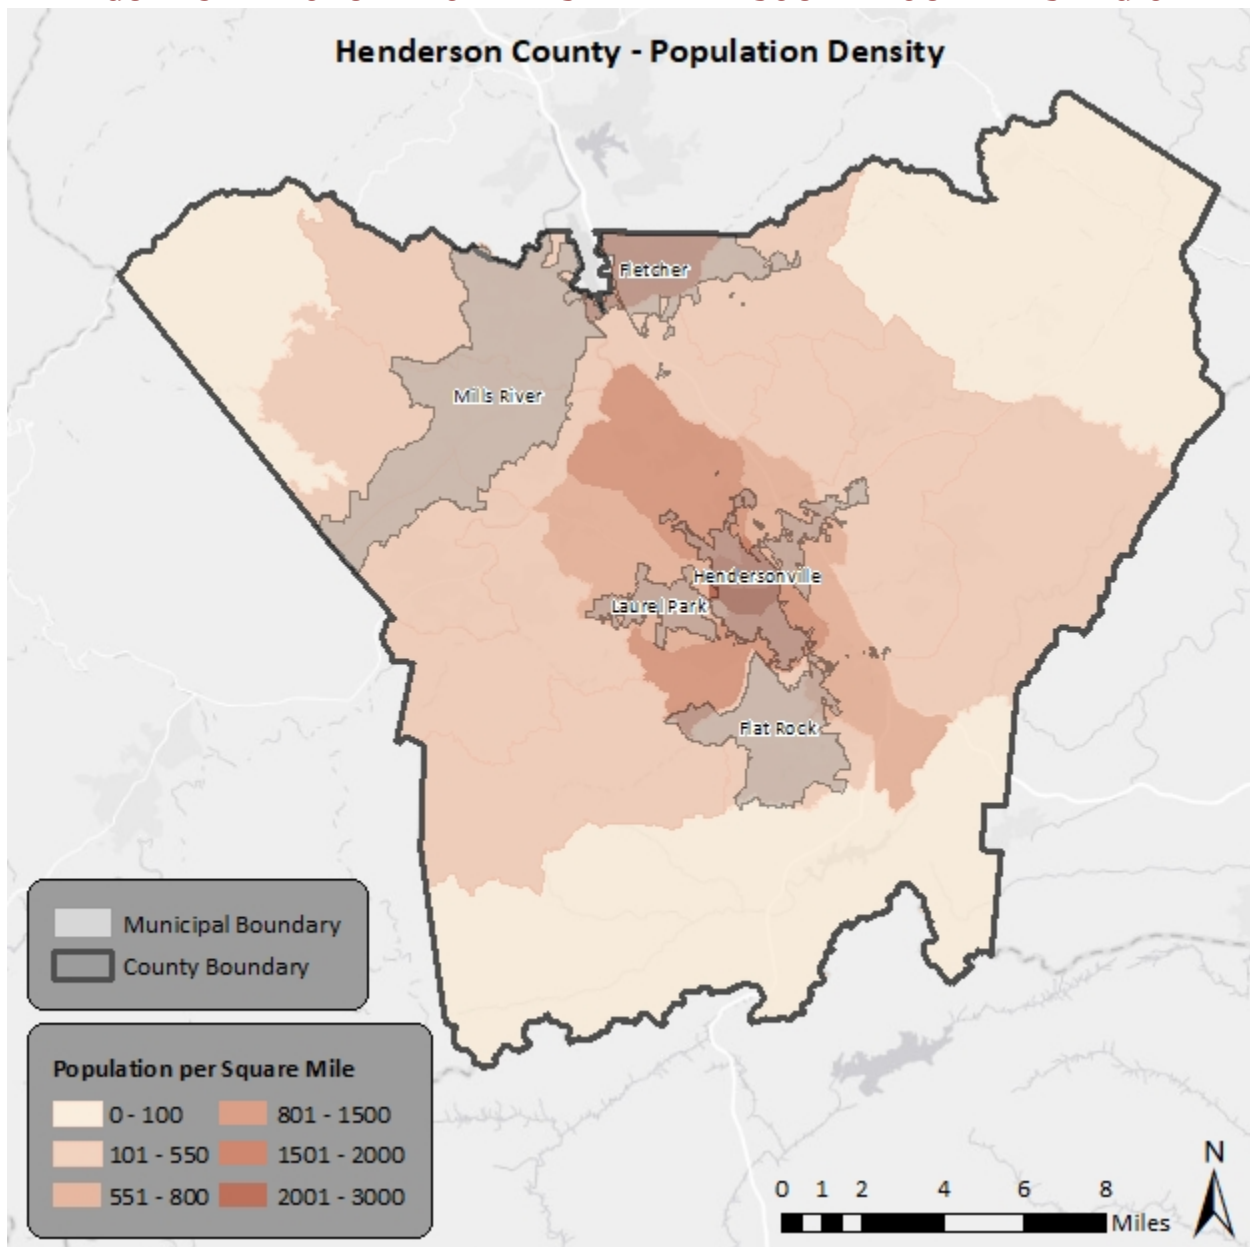 Henderson County - Population Density
Fletcher
Mills River
Hendersonville
Laurel Park
Flat Rock
Municipal Boundary
County Boundary
Population per Square Mile
0 - 100
801 - 1500
101 - 550
1501 - 2000
551 - 800
2001 - 3000
N
0 1 2 4 6 8
Miles